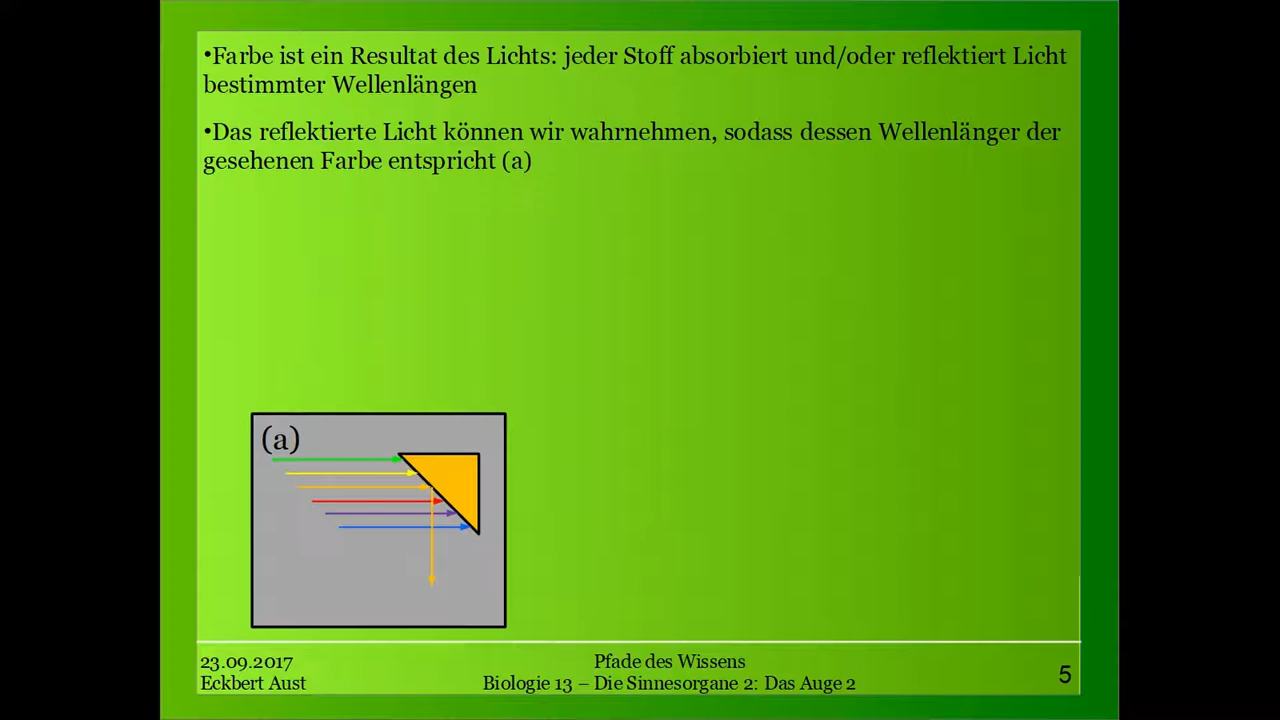 •Farbe ist ein Resultat des Lichts: jeder Stoff absorbiert und/oder reflektiert Licht
bestimmter Wellenlängen
•Das reflektierte Licht können wir wahrnehmen, sodass dessen Wellenlänger der
gesehenen Farbe entspricht (a)
(a)
23.09.2017
Eckbert Aust
Pfade des Wissens
Biologie 13 – Die Sinnesorgane 2: Das Auge 2
5